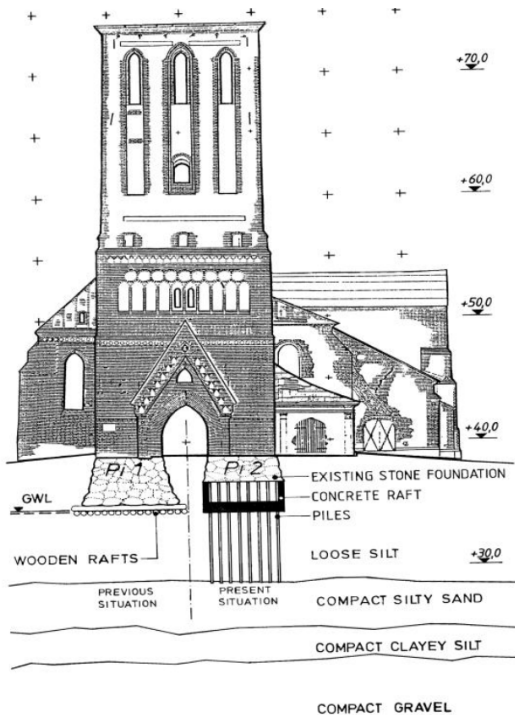 +70,0
+60,0
+50,0
+40,0
Pi 1
Pi 2
EXISTING STONE FOUNDATION
CONCRETE RAFT
PILES
GWL
WOODEN RAFTS
LOOSE SILT
+30,0
PREVIOUS
SITUATION
PRESENT
SITUATION
COMPACT SILTY SAND
COMPACT CLAYEY SILT
COMPACT GRAVEL